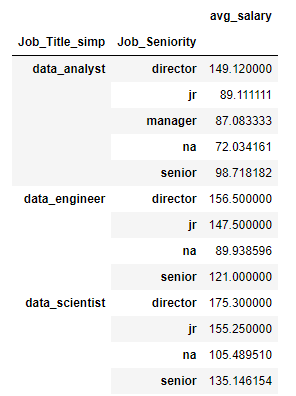 avg_salary
Job_Title_simp Job_Seniority
data_analyst director 149.120000
jr 89.111111
manager 87.083333
na 72.034161
senior 98.718182
data_engineer director 156.500000
jr 147.500000
na 89.938596
senior 121.000000
data_scientist director 175.300000
jr 155.250000
na 105.489510
senior 135.146154